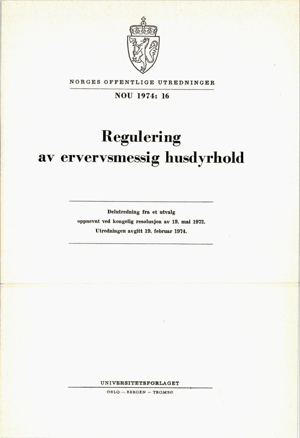 NORGES OFFENTLIGE UTREDNINGER
NOU 1974: 16
Regulering
av ervervsmessig husdyrhold
Delutredning fra et utvalg
oppnevnt ved kongelig resolusjon av 19. mai 1972.
Utredningen avgitt 19. februar 1974.
UNIVERSITETSFORLAGET
OSLO — BERGEN — TROMSØ